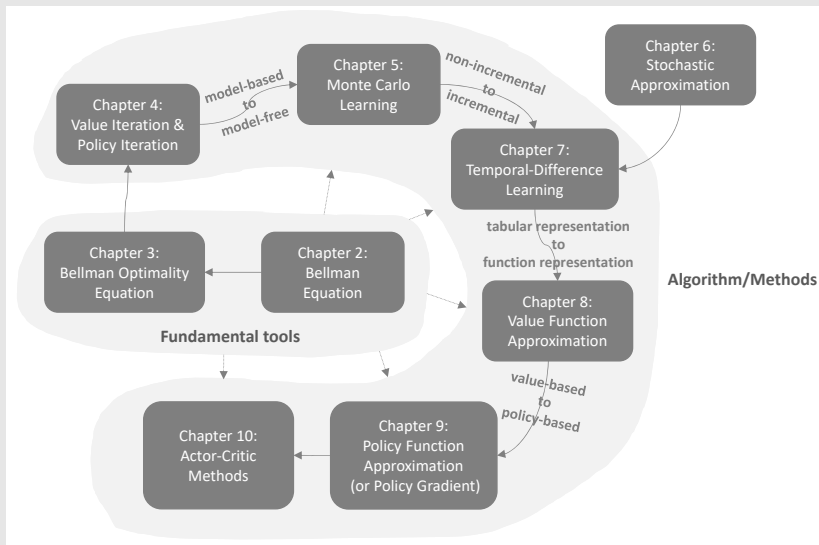 Chapter 4:
Value Iteration &
Policy Iteration
model-based
to
model-free
Chapter 5:
Monte Carlo
Learning
non-incremental
to
incremental
Chapter 6:
Stochastic
Approximation
Chapter 7:
Temporal-Difference
Learning
tabular representation
to
function representation
Chapter 3:
Bellman Optimality
Equation
Chapter 2:
Bellman
Equation
Fundamental tools
Algorithm/Methods
Chapter 8:
Value Function
Approximation
value-based
to
policy-based
Chapter 10:
Actor-Critic
Methods
Chapter 9:
Policy Function
Approximation
(or Policy Gradient)